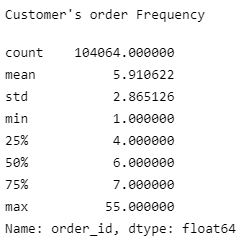 Customer's order Frequency
count 104064.000000
mean 5.910622
std 2.865126
min 1.000000
25% 4.000000
50% 6.000000
75% 7.000000
max 55.000000
Name: order_id, dtype: float64